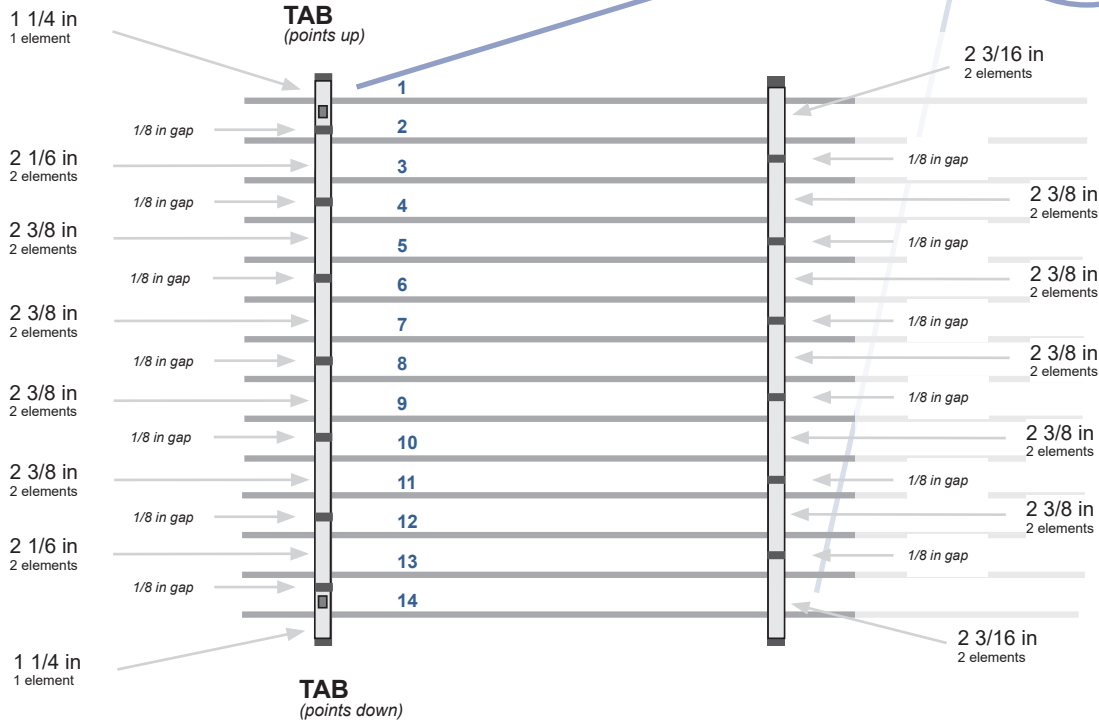 TAB
(points up)
1 1/4 in
1 element
1/8 in gap
2 1/6 in
2 elements
1/8 in gap
2 3/8 in
2 elements
1/8 in gap
2 3/8 in
2 elements
1/8 in gap
2 3/8 in
2 elements
1/8 in gap
2 3/8 in
2 elements
1/8 in gap
2 1/6 in
2 elements
1/8 in gap
1 1/4 in
1 element
TAB
(points down)
1
2
3
4
5
6
7
8
9
10
11
12
13
14
2 3/16 in
2 elements
1/8 in gap
2 3/8 in
2 elements
1/8 in gap
2 3/8 in
2 elements
1/8 in gap
2 3/8 in
2 elements
1/8 in gap
2 3/8 in
2 elements
1/8 in gap
2 3/8 in
2 elements
1/8 in gap
2 3/16 in
2 elements